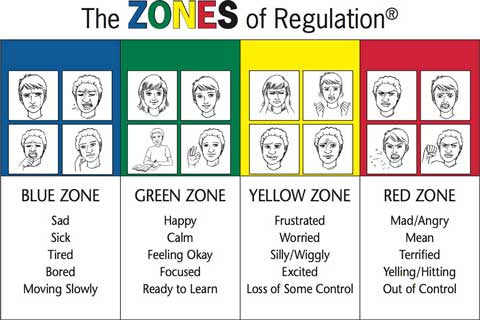 The ZONES of Regulation®
BLUE ZONE
Sad
Sick
Tired
Bored
Moving Slowly
GREEN ZONE
Happy
Calm
Feeling Okay
Focused
Ready to Learn
YELLOW ZONE
Frustrated
Worried
Silly/Wiggly
Excited
Loss of Some Control
RED ZONE
Mad/Angry
Mean
Terrified
Yelling/Hitting
Out of Control